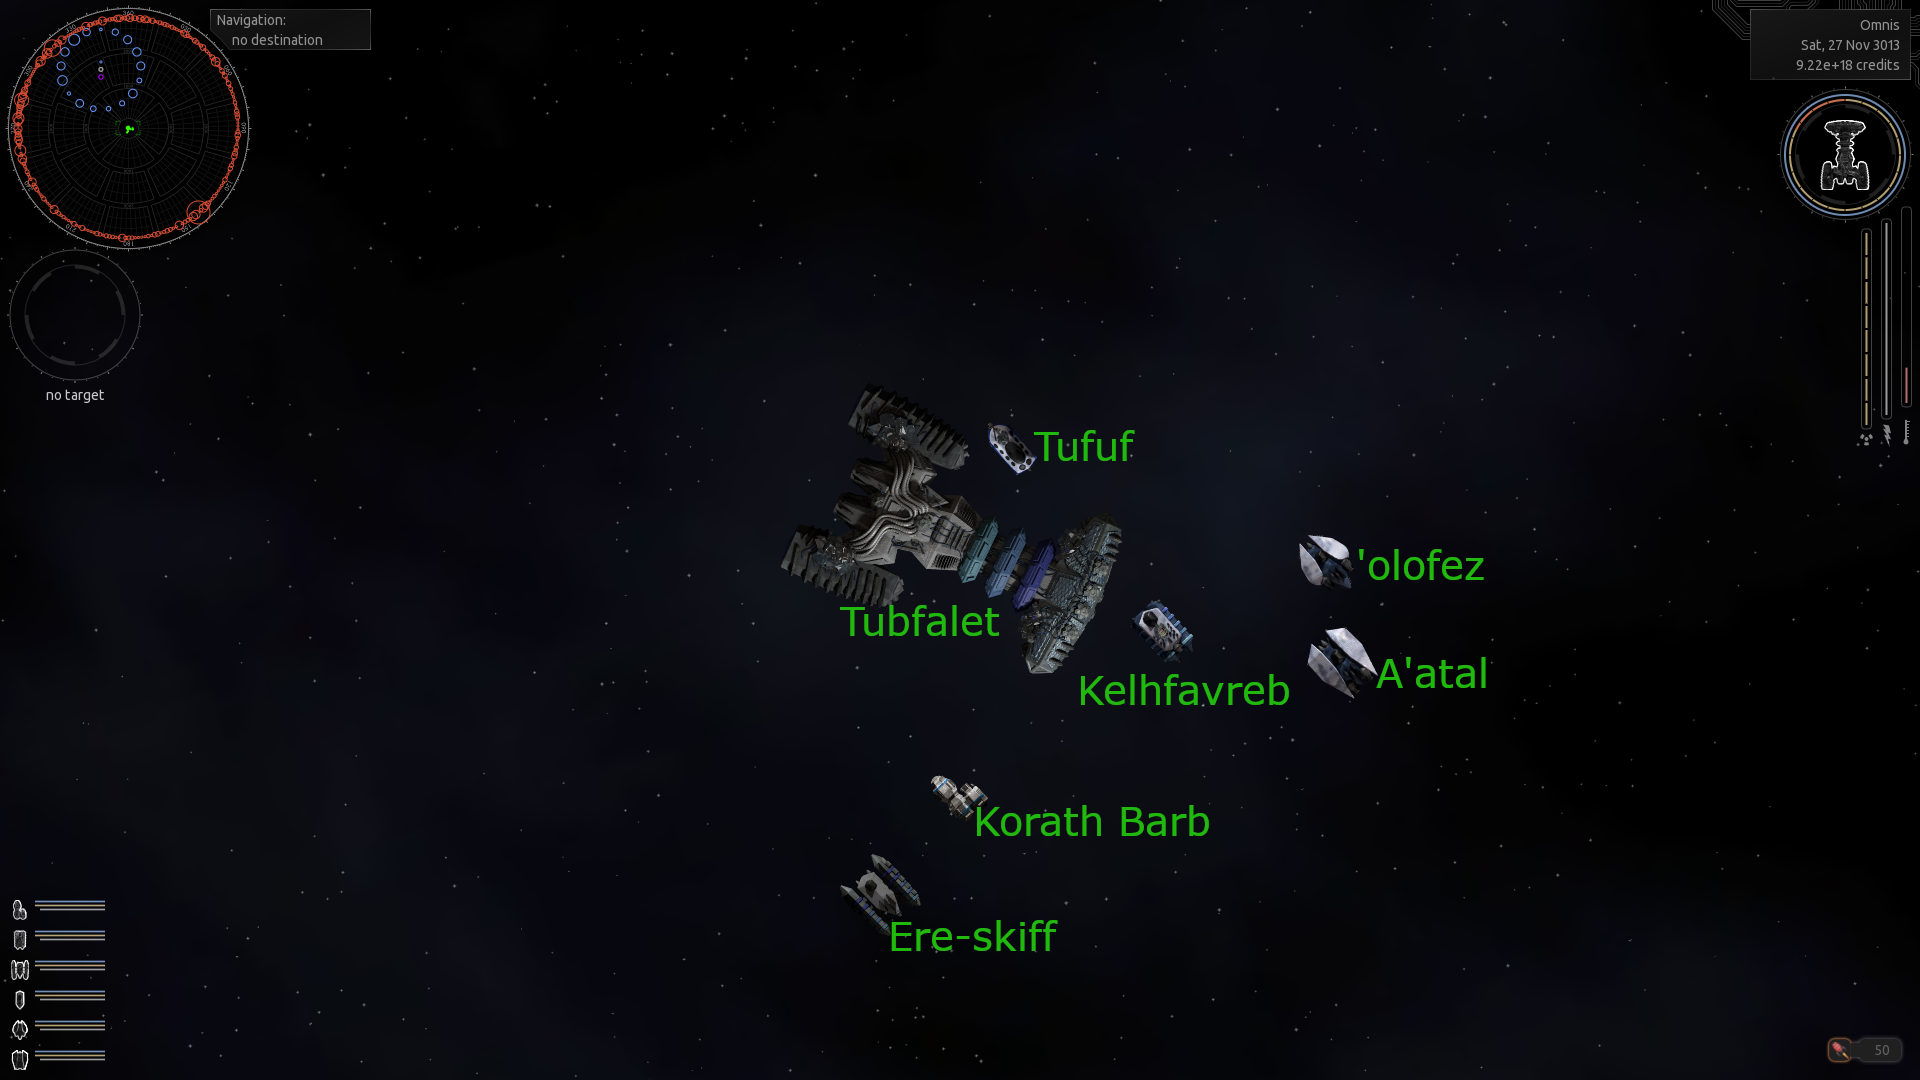 Navigation:
no destination
Omnis
Sat, 27 Nov 3013
9.22e+18 credits
no target
Tufuf
'olofez
Tubfalet
A'atal
Kelhfavreb
Korath Barb
Ere-skiff
50